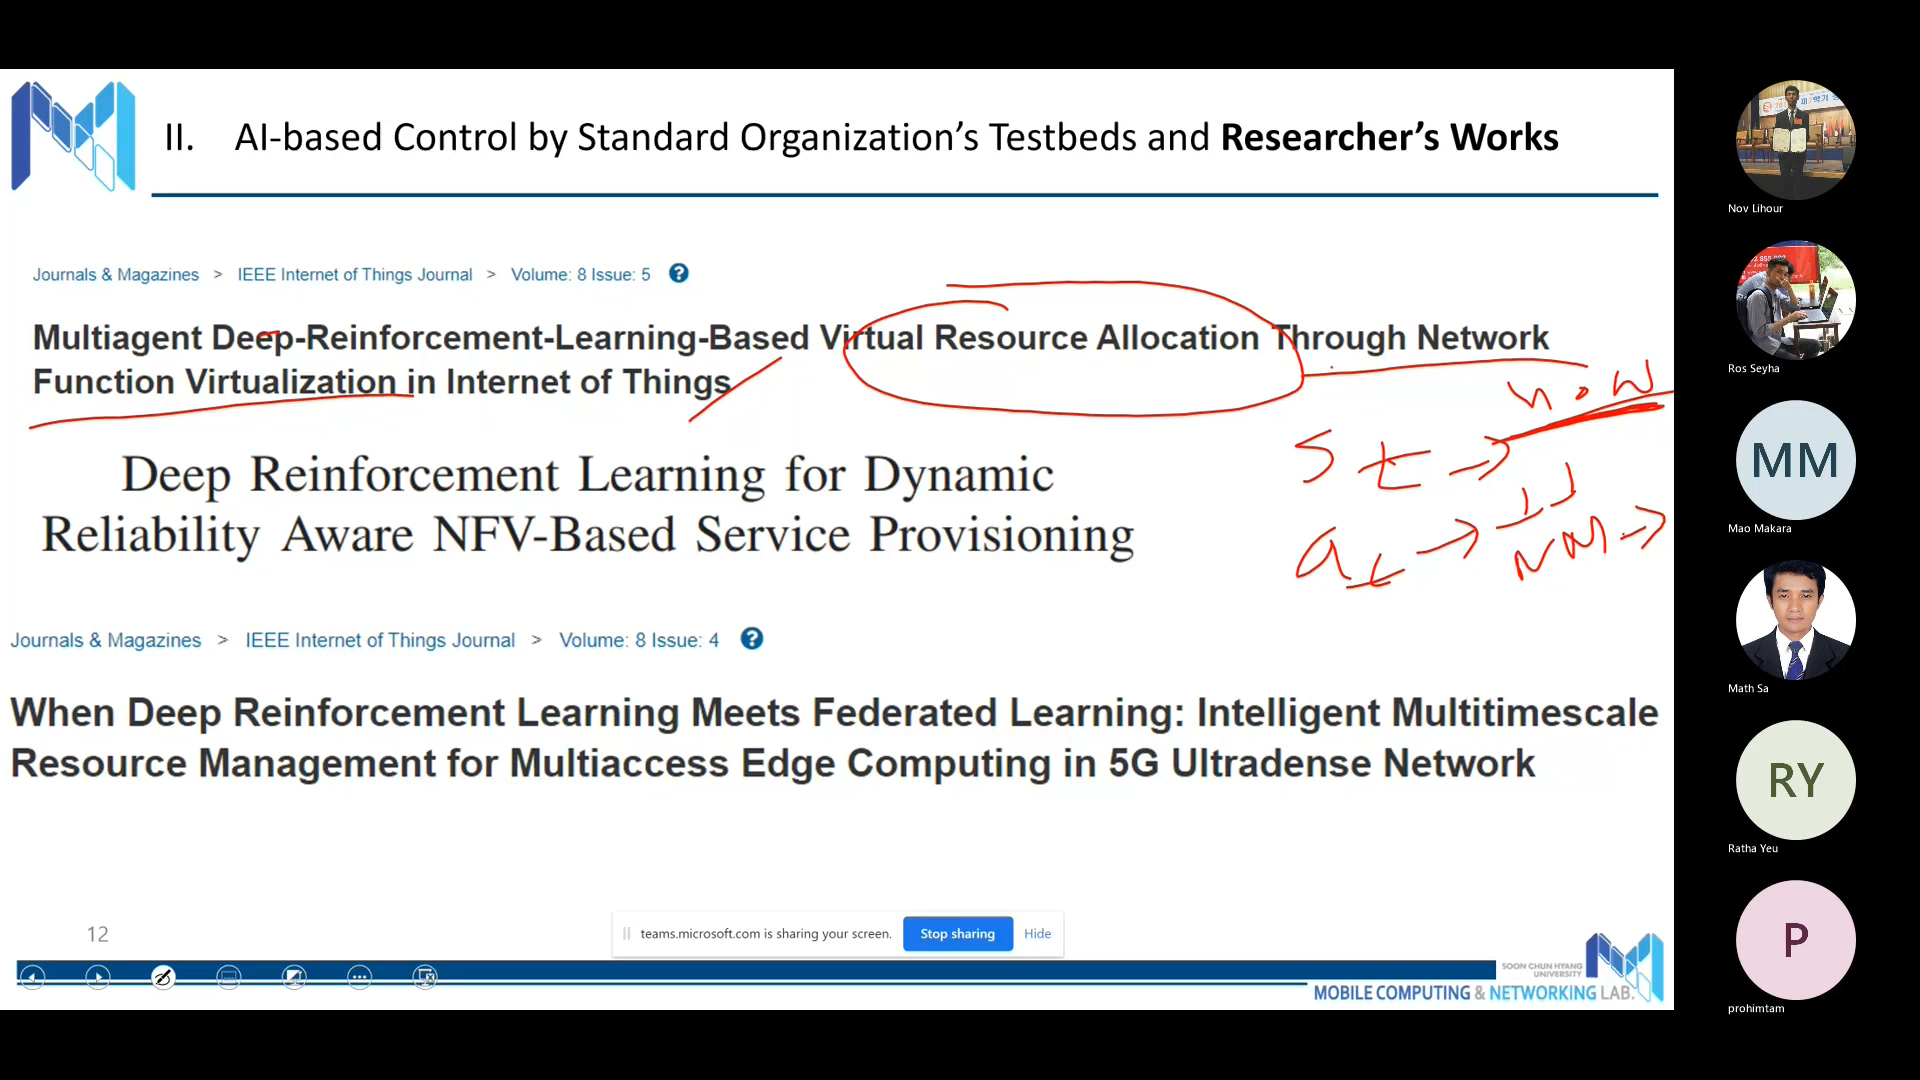 II. AI-based Control by Standard Organization's Testbeds and Researcher's Works
Journals & Magazines > IEEE Internet of Things Journal > Volume: 8 Issue: 5 ?
Multiagent Deep-Reinforcement-Learning-Based Virtual Resource Allocation Through Network
Function Virtualization in Internet of Things
now
St →
at →
NM →
Deep Reinforcement Learning for Dynamic
Reliability Aware NFV-Based Service Provisioning
Journals & Magazines > IEEE Internet of Things Journal > Volume: 8 Issue: 4 ?
When Deep Reinforcement Learning Meets Federated Learning: Intelligent Multitimescale
Resource Management for Multiaccess Edge Computing in 5G Ultradense Network
12
teams.microsoft.com is sharing your screen. Stop sharing Hide
SOON CHUN HYANG
UNIVERSITY
MOBILE COMPUTING & NETWORKING LAB.
Nov Lihour
Ros Seyha
MM
Mao Makara
Math Sa
RY
Ratha Yeu
P
prohimtam